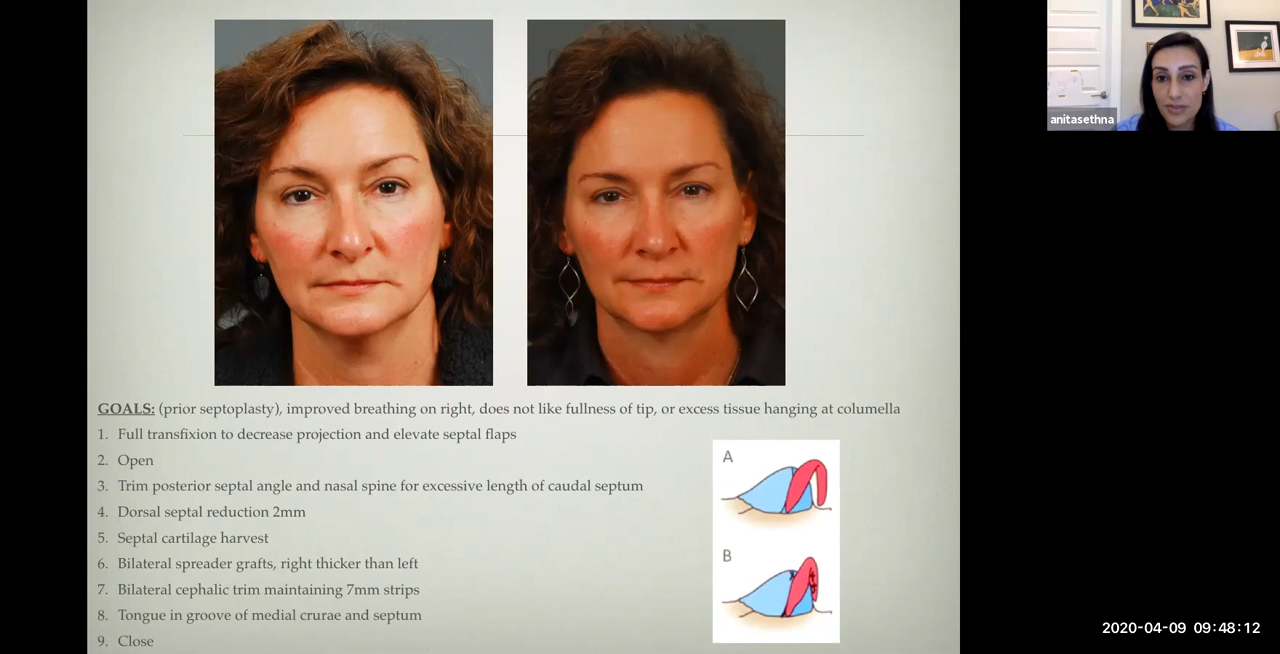 anitasethna
GOALS: (prior septoplasty), improved breathing on right, does not like fullness of tip, or excess tissue hanging at columella
1. Full transfixion to decrease projection and elevate septal flaps
2. Open
3. Trim posterior septal angle and nasal spine for excessive length of caudal septum
4. Dorsal septal reduction 2mm
5. Septal cartilage harvest
6. Bilateral spreader grafts, right thicker than left
7. Bilateral cephalic trim maintaining 7mm strips
8. Tongue in groove of medial crurae and septum
9. Close
A
B
2020-04-09 09:48:12